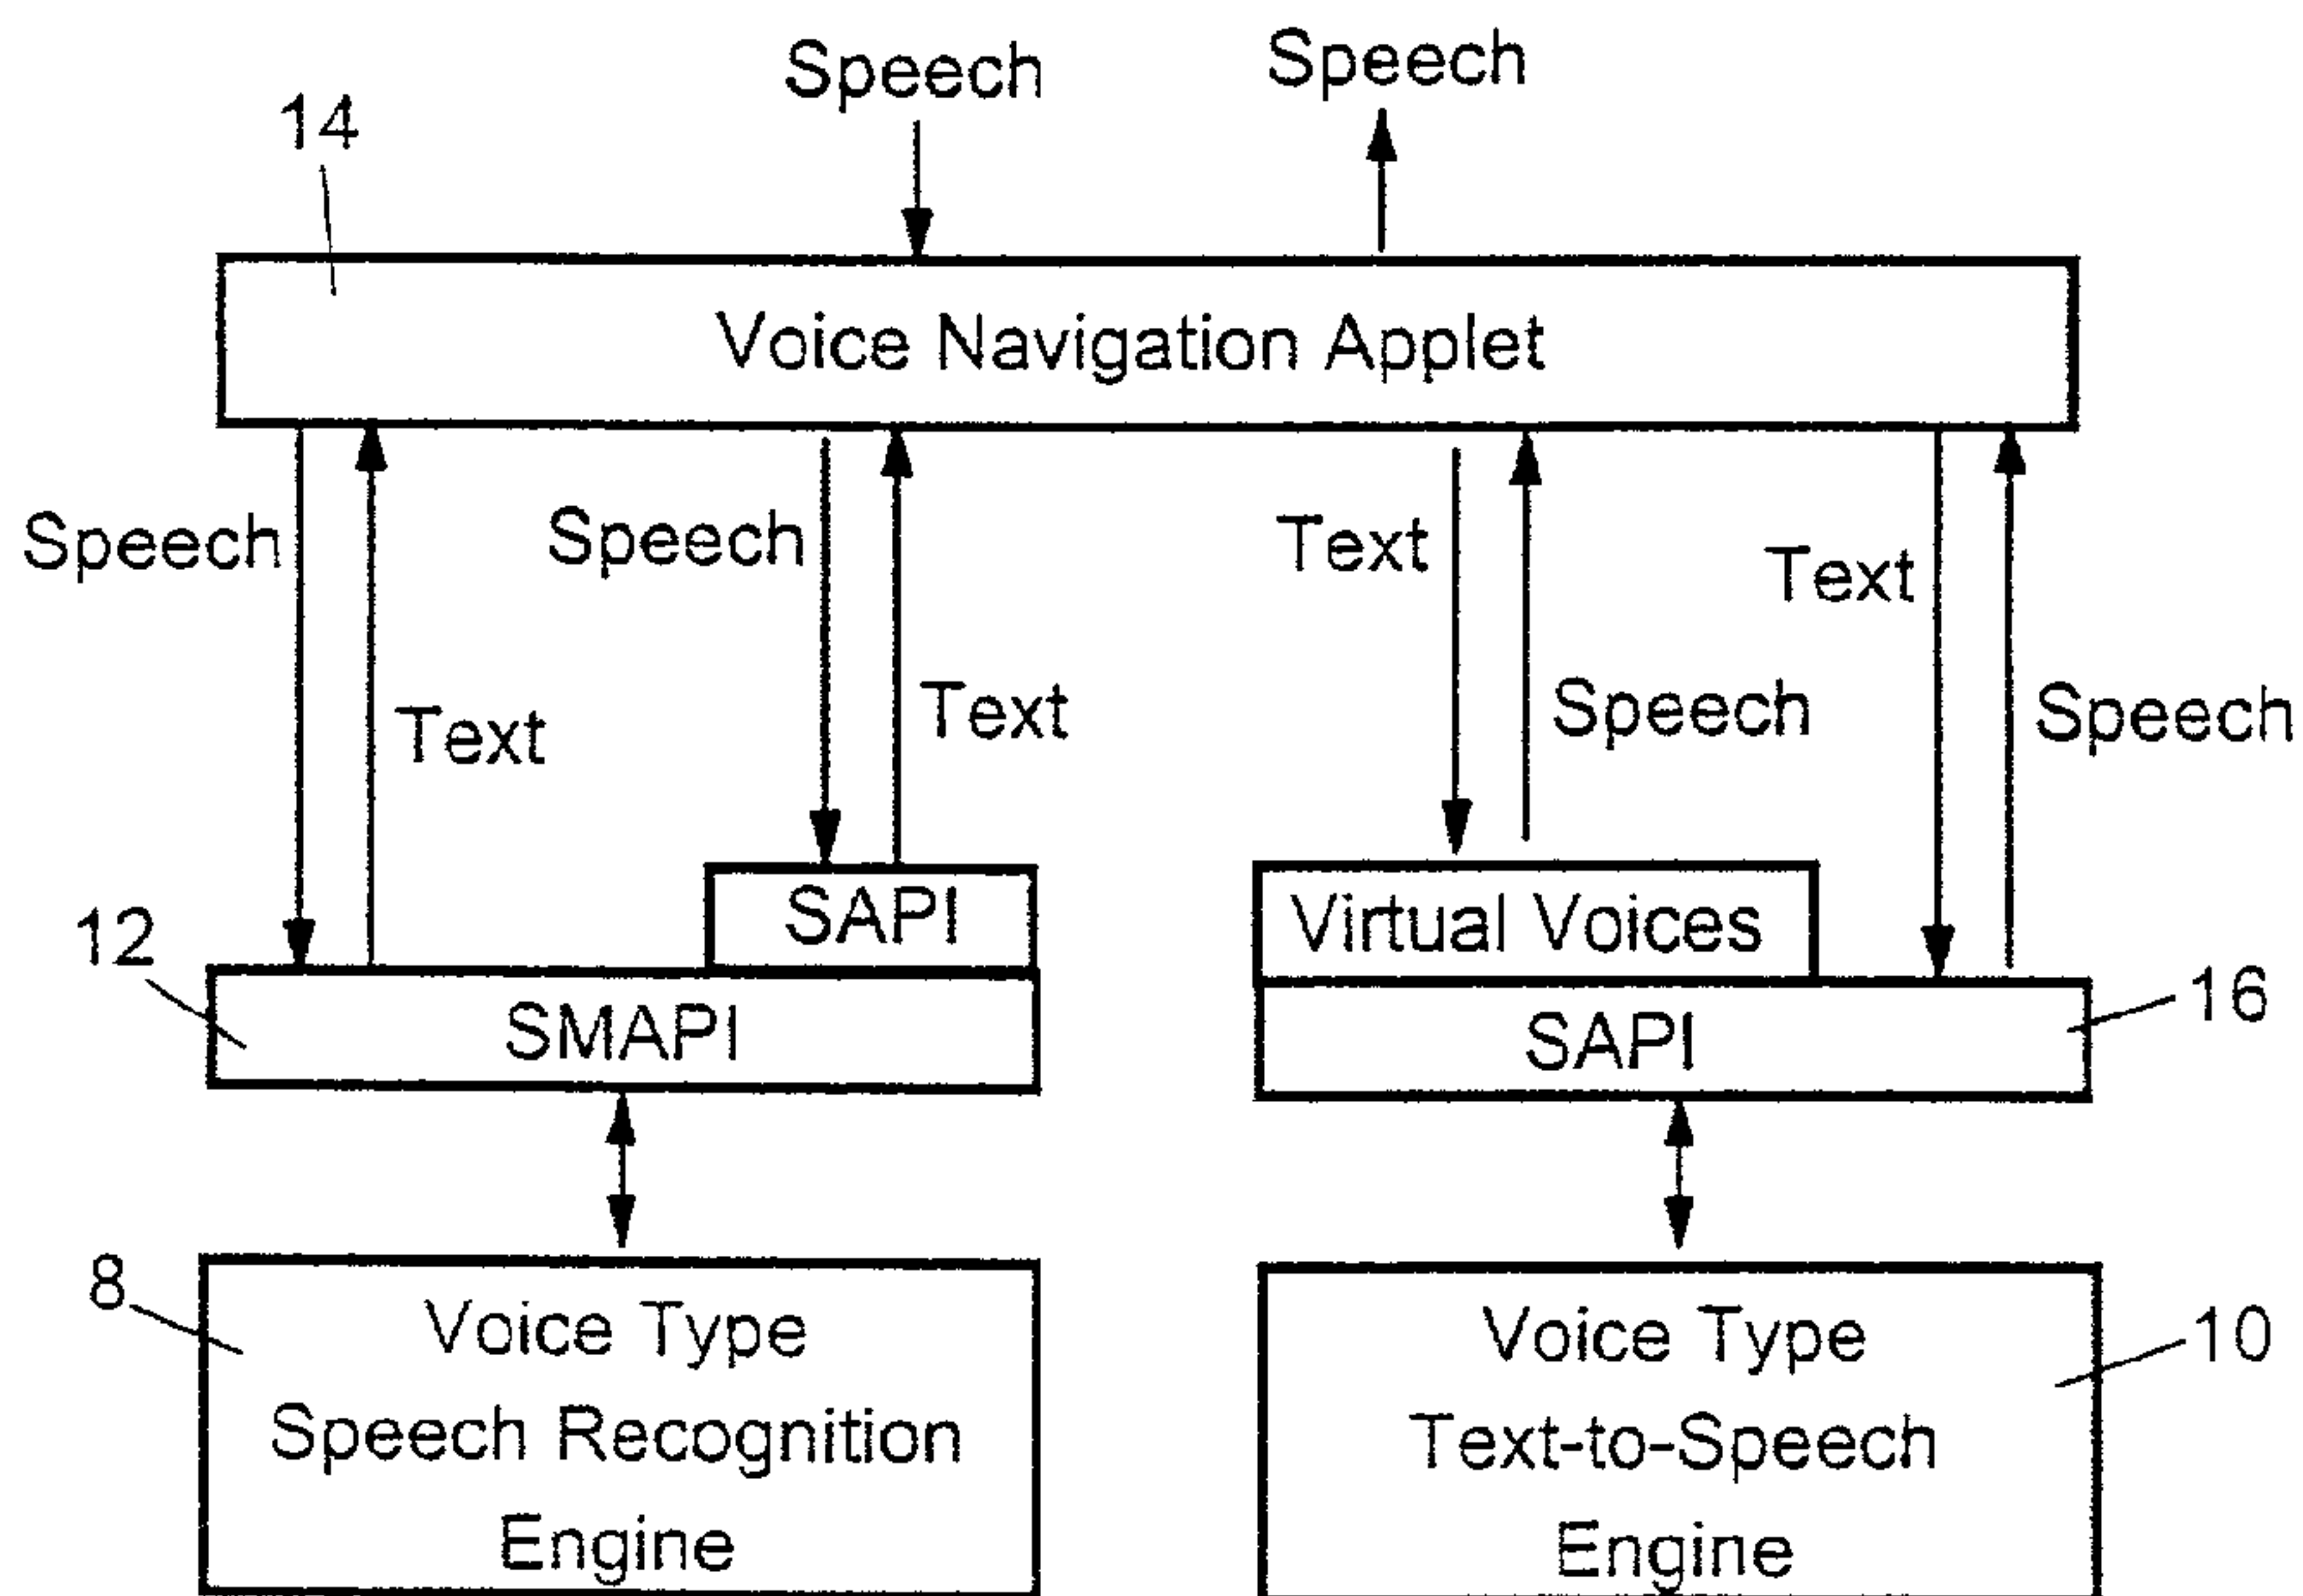 Speech
Speech
14
Voice Navigation Applet
Speech
Speech
Text
Text
Text
Text
Speech
Speech
SAPI
Virtual Voices
12
SMAPI
SAPI
16
8
Voice Type
Speech Recognition
Engine
Voice Type
Text-to-Speech
Engine
10